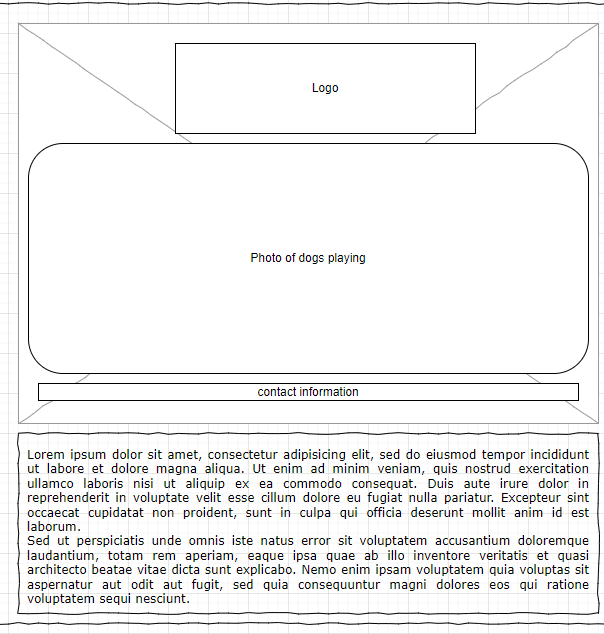 Logo
Photo of dogs playing
contact information
Lorem ipsum dolor sit amet, consectetur adipisicing elit, sed do eiusmod tempor incididunt
ut labore et dolore magna aliqua. Ut enim ad minim veniam, quis nostrud exercitation
ullamco laboris nisi ut aliquip ex ea commodo consequat. Duis aute irure dolor in
reprehenderit in voluptate velit esse cillum dolore eu fugiat nulla pariatur. Excepteur sint
occaecat cupidatat non proident, sunt in culpa qui officia deserunt mollit anim id est
laborum.
Sed ut perspiciatis unde omnis iste natus error sit voluptatem accusantium doloremque
laudantium, totam rem aperiam, eaque ipsa quae ab illo inventore veritatis et quasi
architecto beatae vitae dicta sunt explicabo. Nemo enim ipsam voluptatem quia voluptas sit
aspernatur aut odit aut fugit, sed quia consequuntur magni dolores eos qui ratione
voluptatem sequi nesciunt.